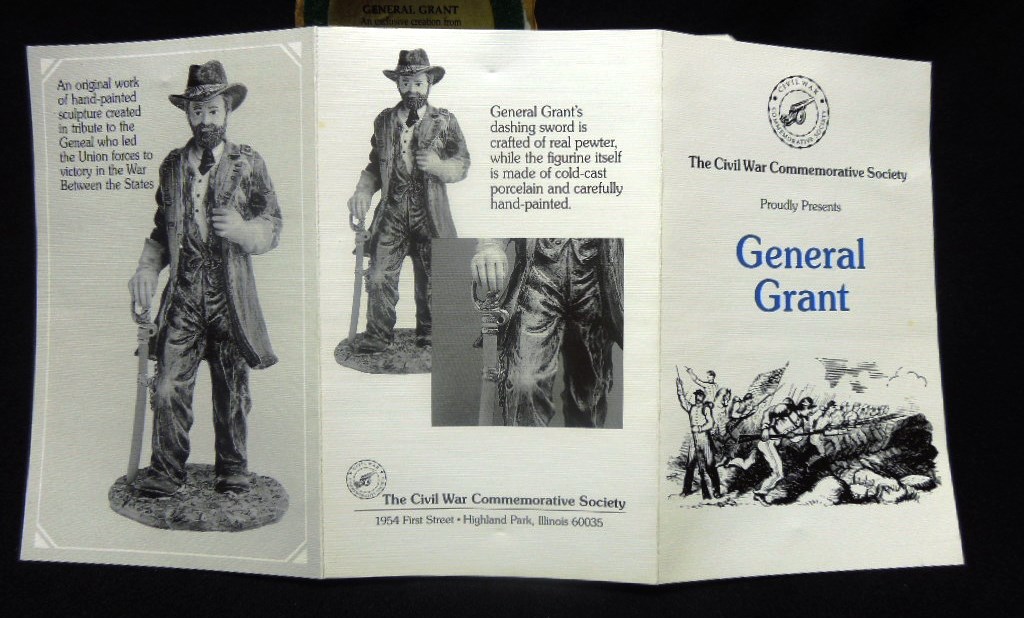 GENERAL GRANT
An exclusive creation from
An original work
of hand-painted
sculpture created
in tribute to the
Geneal who led
the Union forces to
victory in the War
Between the States
General Grant's
dashing sword is
crafted of real pewter,
while the figurine itself
is made of cold-cast
porcelain and carefully
hand-painted.
CIVIL WAR
COMMEMORATIVE SOCIETY
The Civil War Commemorative Society
1954 First Street • Highland Park, Illinois 60035
CIVIL WAR
COMMEMORATIVE SOCIETY
The Civil War Commemorative Society
Proudly Presents
General
Grant